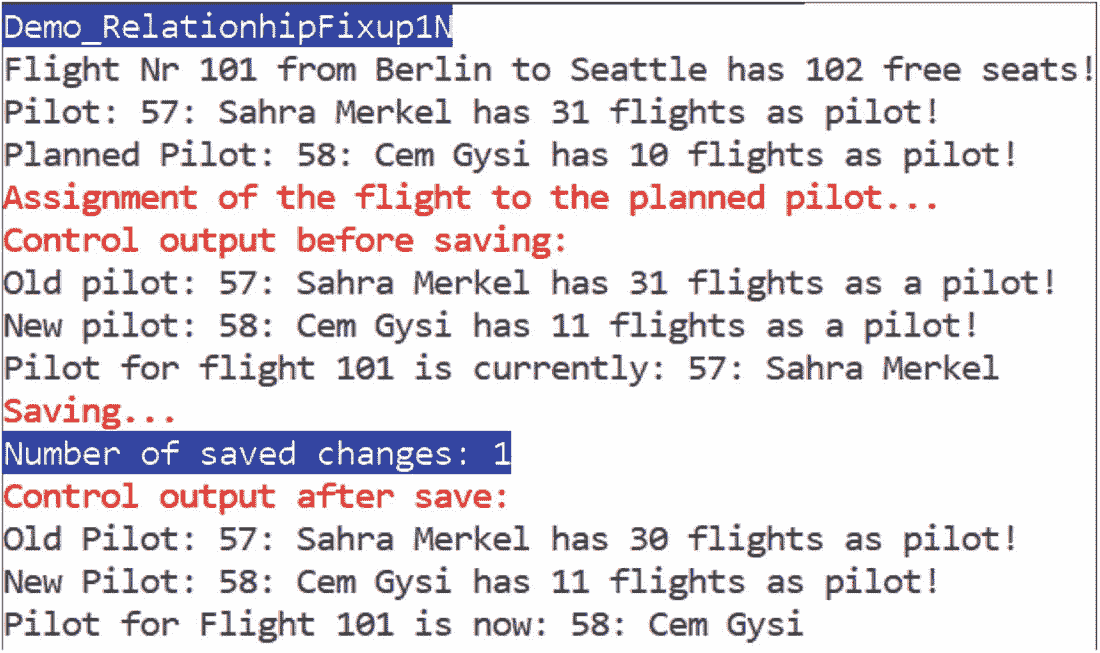 Demo_RelationhipFixup1N
Flight Nr 101 from Berlin to Seattle has 102 free seats!
Pilot: 57: Sahra Merkel has 31 flights as pilot!
Planned Pilot: 58: Cem Gysi has 10 flights as pilot!
Assignment of the flight to the planned pilot...
Control output before saving:
Old pilot: 57: Sahra Merkel has 31 flights as a pilot!
New pilot: 58: Cem Gysi has 11 flights as a pilot!
Pilot for flight 101 is currently: 57: Sahra Merkel
Saving...
Number of saved changes: 1
Control output after save:
Old Pilot: 57: Sahra Merkel has 30 flights as pilot!
New Pilot: 58: Cem Gysi has 11 flights as pilot!
Pilot for Flight 101 is now: 58: Cem Gysi